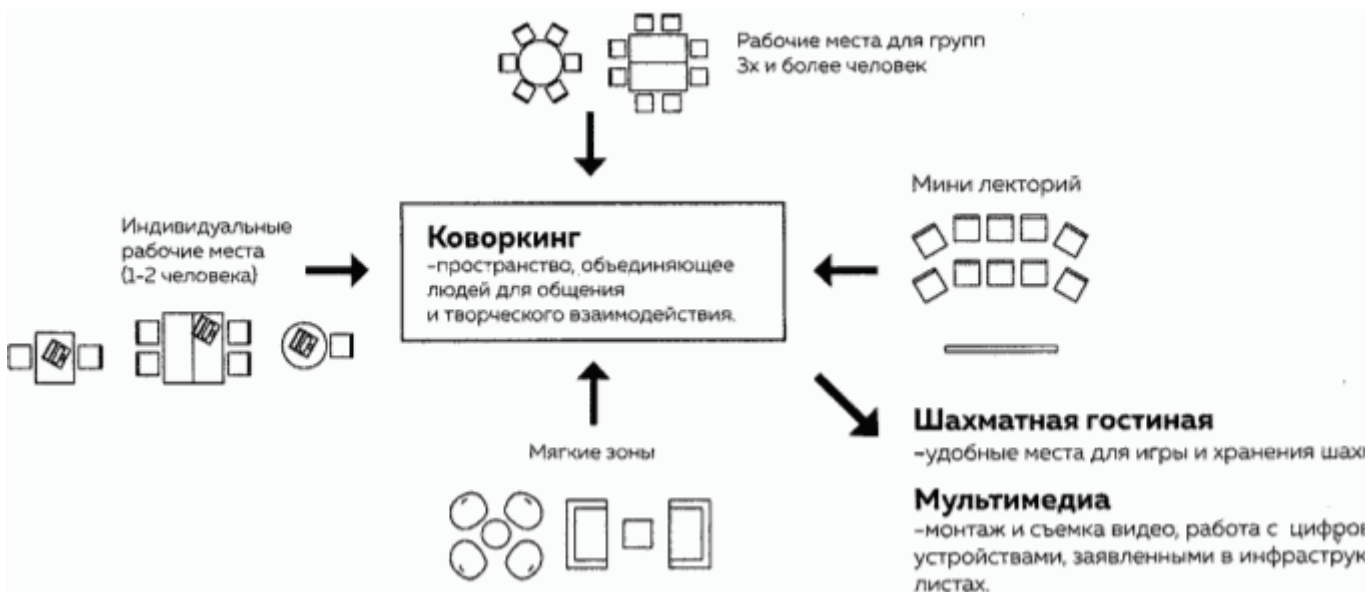 Рабочие места для групп
3х и более человек
Мини лекторий
Индивидуальные
рабочие места
(1-2 человека)
Коворкинг
-пространство, объединяющее
людей для общения
и творческого взаимодействия.
Мягкие зоны
Шахматная гостиная
-удобные места для игры и хранения
Мультимедиа
-монтаж и съемка видео, работа с
устройствами, заявленными в
листах.